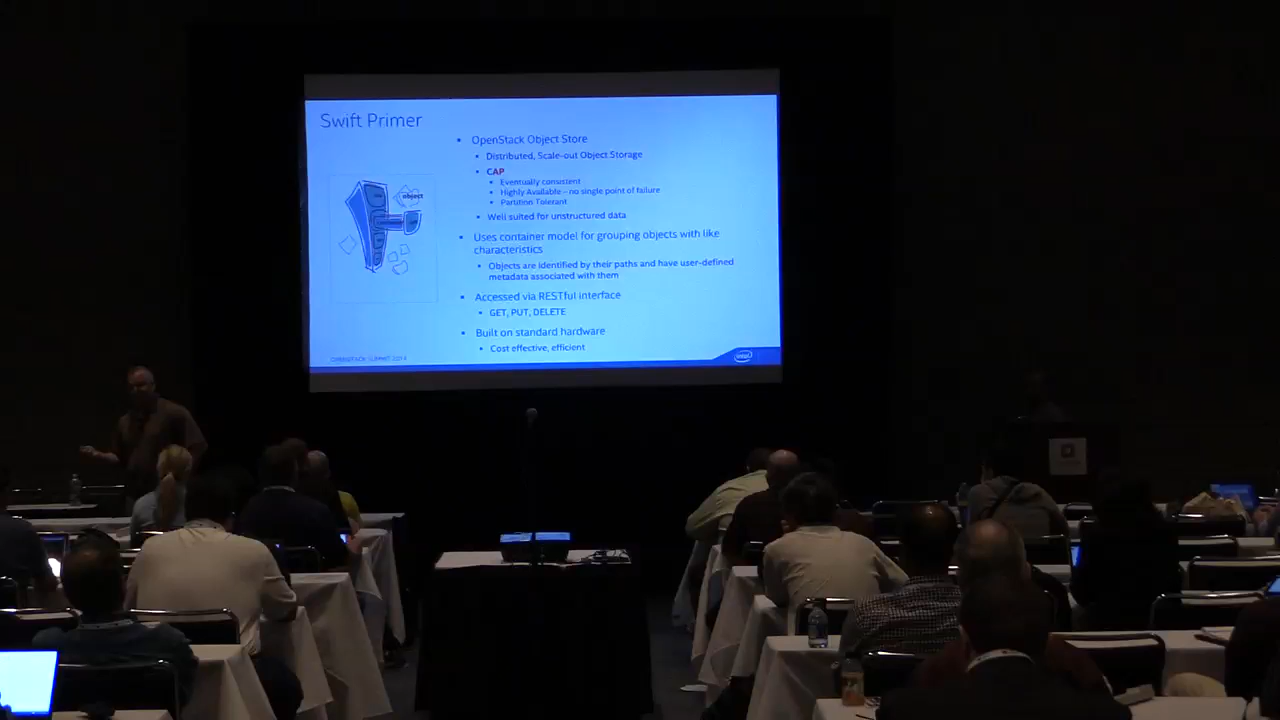 Swift Primer
OpenStack Object Store
Distributed, Scale-out Object Storage
CAP
Eventually consistent
Highly Available – no single point of failure
Partition Tolerant
Well suited for unstructured data
object
Uses container model for grouping objects with like
characteristics
Objects are identified by their paths and have user-defined
metadata associated with them
Accessed via RESTful interface
GET, PUT, DELETE
Built on standard hardware
Cost effective, efficient
OPENSTACK SUMMIT 2014
intel